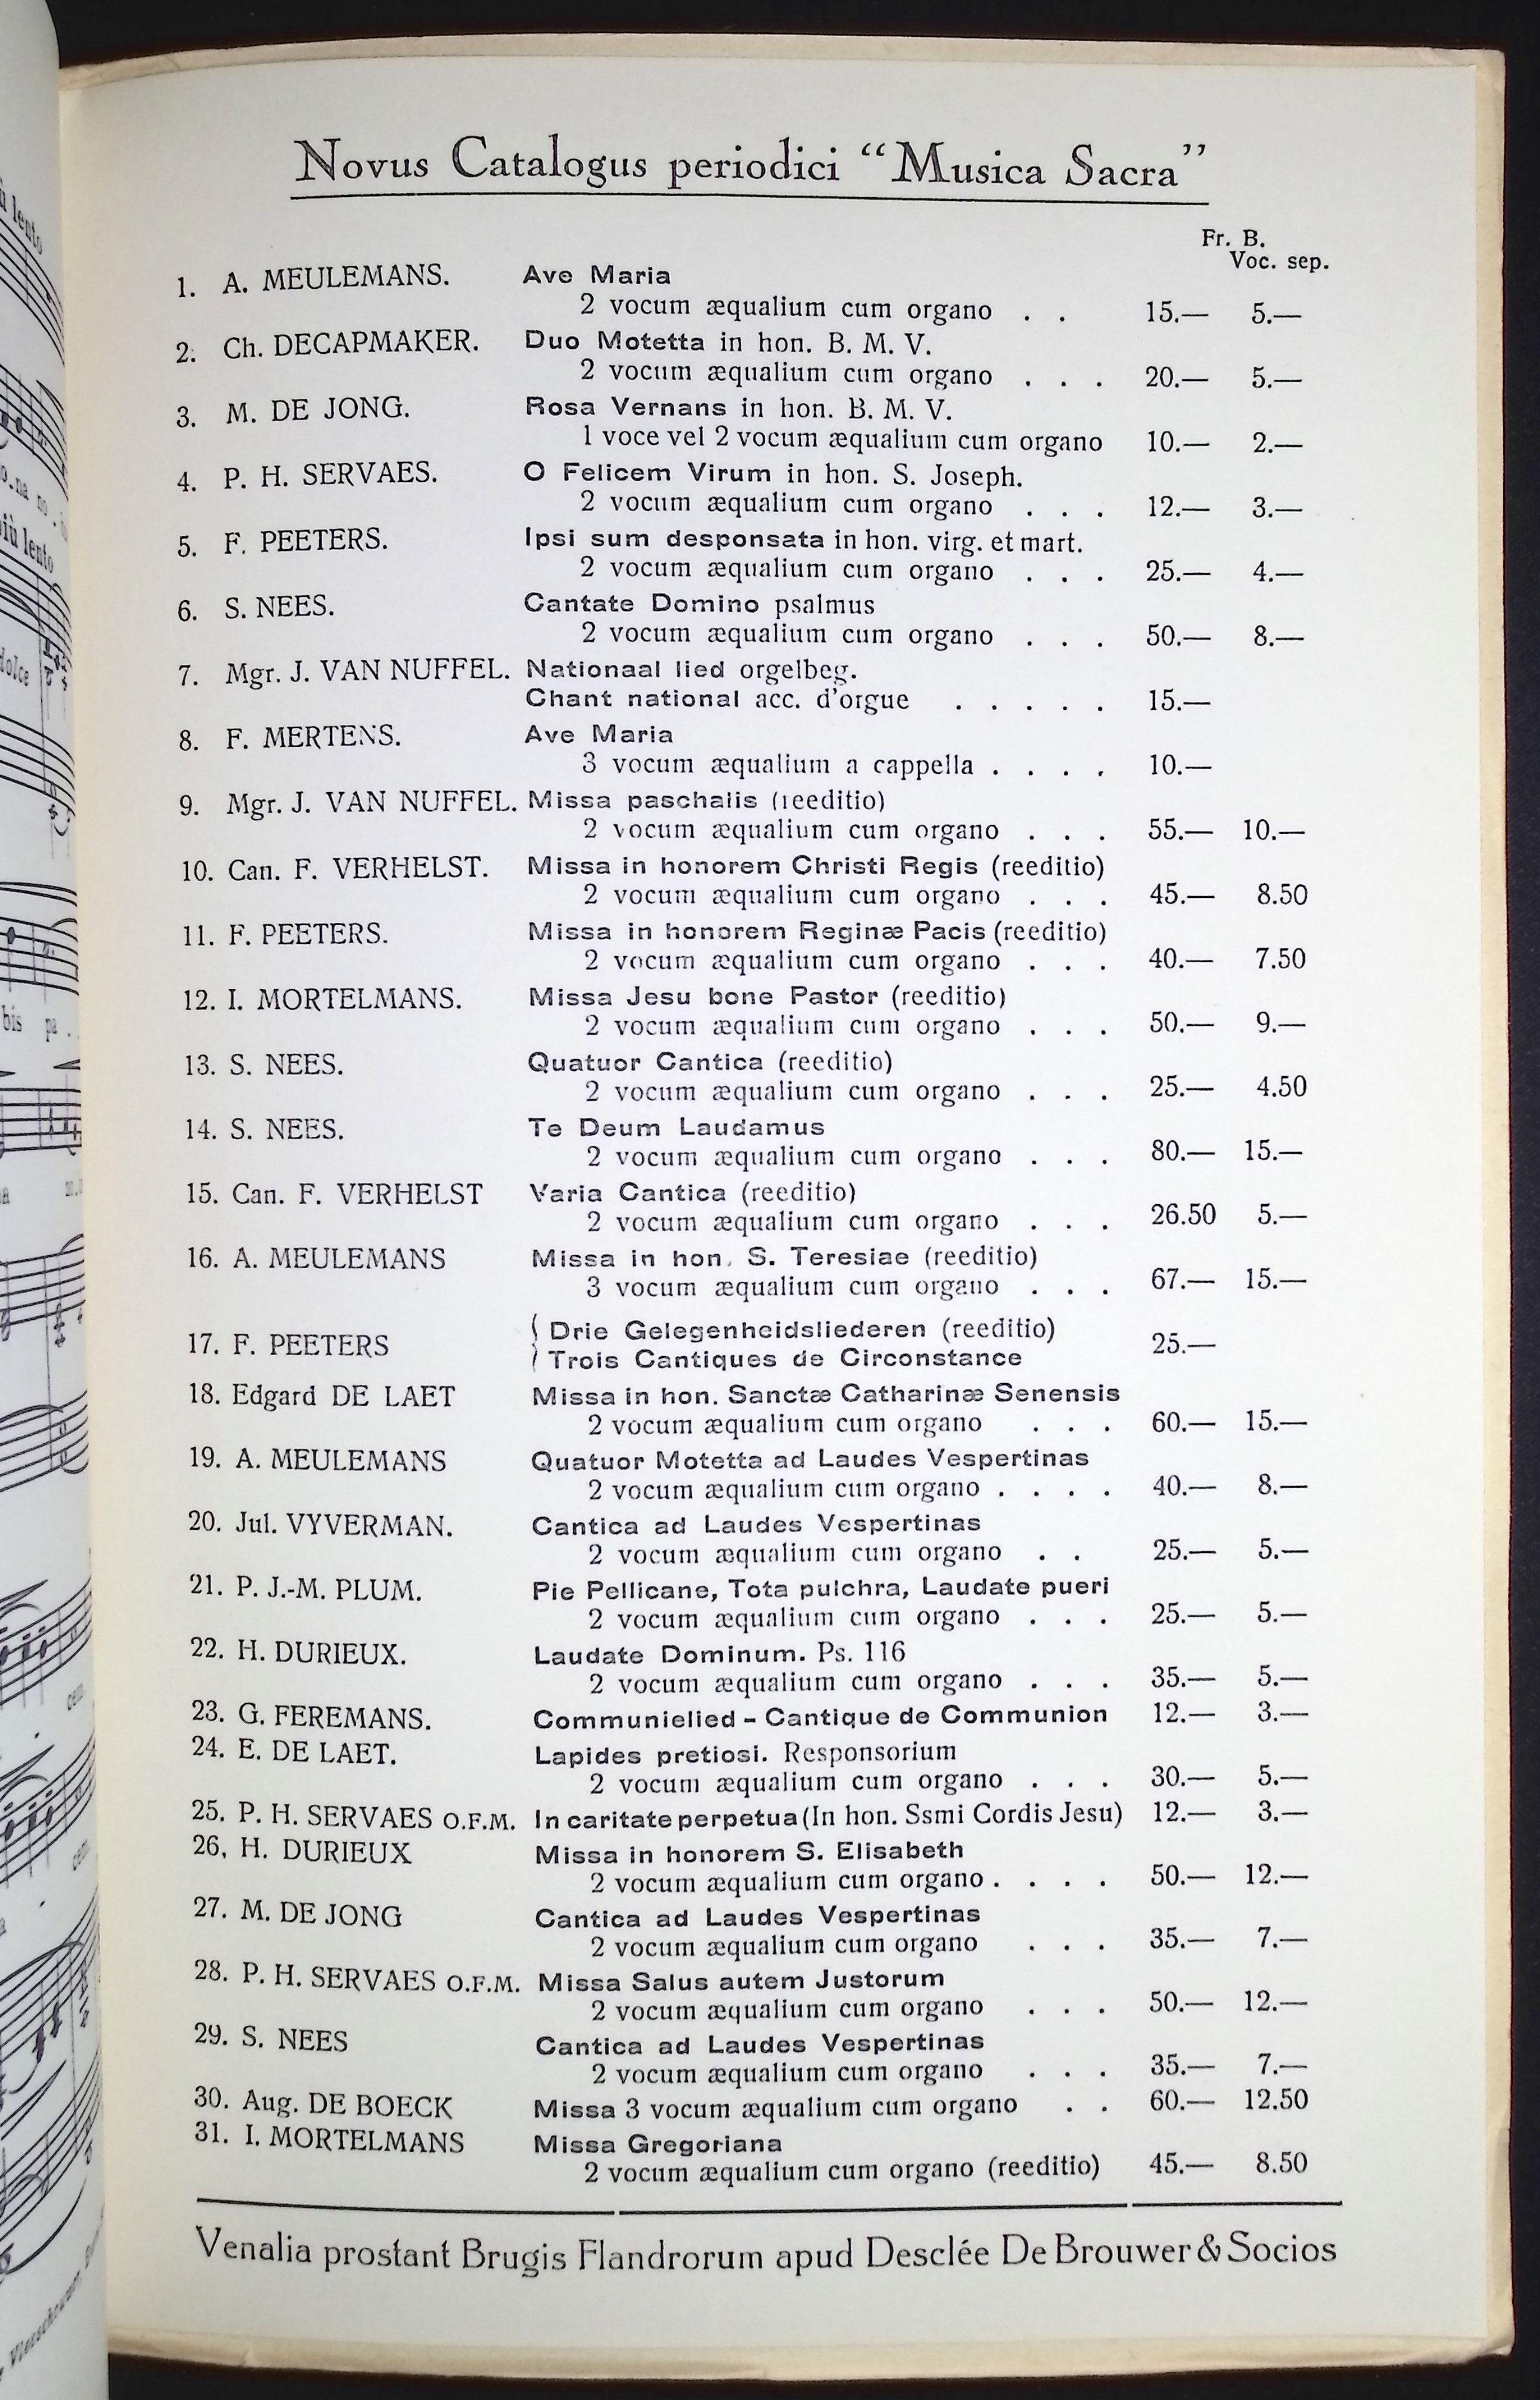 Novus Catalogus periodici “Musica Sacra”
Fr. B.
Voc. sep.
1. A. MEULEMANS. Ave Maria
2 vocum æqualium cum organo . . 15.— 5.—
2. Ch. DECAPMAKER. Duo Motetta in hon. B. M. V.
2 vocum æqualium cum organo . . . 20.— 5.—
3. M. DE JONG. Rosa Vernans in hon. B. M. V.
1 voce vel 2 vocum æqualium cum organo 10.— 2.—
4. P. H. SERVAES. O Felicem Virum in hon. S. Joseph.
2 vocum æqualium cum organo . . . 12.— 3.—
5. F. PEETERS. Ipsi sum desponsata in hon. virg. et mart.
2 vocum æqualium cum organo . . . 25.— 4.—
6. S. NEES. Cantate Domino psalmus
2 vocum æqualium cum organo . . . 50.— 8.—
7. Mgr. J. VAN NUFFEL. Nationaal lied orgelbeg.
Chant national acc. d’orgue . . . . . 15.—
8. F. MERTENS. Ave Maria
3 vocum æqualium a cappella . . . . 10.—
9. Mgr. J. VAN NUFFEL. Missa paschalis (reeditio)
2 vocum æqualium cum organo . . . 55.— 10.—
10. Can. F. VERHELST. Missa in honorem Christi Regis (reeditio)
2 vocum æqualium cum organo . . . 45.— 8.50
11. F. PEETERS. Missa in honorem Reginæ Pacis (reeditio)
2 vocum æqualium cum organo . . . 40.— 7.50
12. I. MORTELMANS. Missa Jesu bone Pastor (reeditio)
2 vocum æqualium cum organo . . . 50.— 9.—
13. S. NEES. Quatuor Cantica (reeditio)
2 vocum æqualium cum organo . . . 25.— 4.50
14. S. NEES. Te Deum Laudamus
2 vocum æqualium cum organo . . . 80.— 15.—
15. Can. F. VERHELST Varia Cantica (reeditio)
2 vocum æqualium cum organo . . . 26.50 5.—
16. A. MEULEMANS Missa in hon. S. Teresiae (reeditio)
3 vocum æqualium cum organo . . . 67.— 15.—
17. F. PEETERS Drie Gelegenheidsliederen (reeditio)
Trois Cantiques de Circonstance 25.—
18. Edgard DE LAET Missa in hon. Sanctæ Catharinæ Senensis
2 vocum æqualium cum organo . . . 60.— 15.—
19. A. MEULEMANS Quatuor Motetta ad Laudes Vespertinas
2 vocum æqualium cum organo . . . . 40.— 8.—
20. Jul. VYVERMAN. Cantica ad Laudes Vespertinas
2 vocum æqualium cum organo . . 25.— 5.—
21. P. J.-M. PLUM. Pie Pellicane, Tota pulchra, Laudate pueri
2 vocum æqualium cum organo . . . 25.— 5.—
22. H. DURIEUX. Laudate Dominum. Ps. 116
2 vocum æqualium cum organo . . . 35.— 5.—
23. G. FEREMANS. Communielied - Cantique de Communion 12.— 3.—
24. E. DE LAET. Lapides pretiosi. Responsorium
2 vocum æqualium cum organo . . . 30.— 5.—
25. P. H. SERVAES O.F.M. In caritate perpetua (In hon. Ssmi Cordis Jesu) 12.— 3.—
26. H. DURIEUX Missa in honorem S. Elisabeth
2 vocum æqualium cum organo . . . . 50.— 12.—
27. M. DE JONG Cantica ad Laudes Vespertinas
2 vocum æqualium cum organo . . . 35.— 7.—
28. P. H. SERVAES O.F.M. Missa Salus autem Justorum
2 vocum æqualium cum organo . . . 50.— 12.—
29. S. NEES Cantica ad Laudes Vespertinas
2 vocum æqualium cum organo . . . 35.— 7.—
30. Aug. DE BOECK Missa 3 vocum æqualium cum organo . . 60.— 12.50
31. I. MORTELMANS Missa Gregoriana
2 vocum æqualium cum organo (reeditio) 45.— 8.50
Venalia prostant Brugis Flandrorum apud Desclée De Brouwer & Socios
ù lento
o_na no_
più lento
dolce
bis pa_